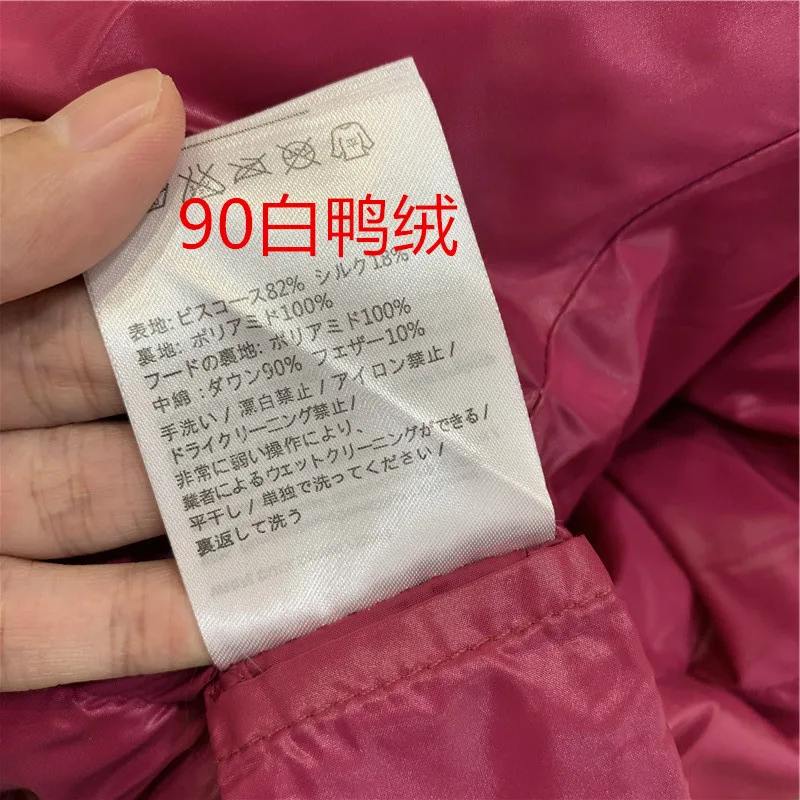 90白鸭绒
表地: ビスコース82% シルク18%
裏地: ポリアミド100%
フードの裏地: ポリアミド100%
中綿 :ダウン90% フェザー10%
手洗い / 漂白禁止 / アイロン禁止 /
ドライクリーニング禁止/
非常に弱い操作により、
業者によるウェットクリーニングができる/
平干し / 単独で洗ってください/
裏返して洗う